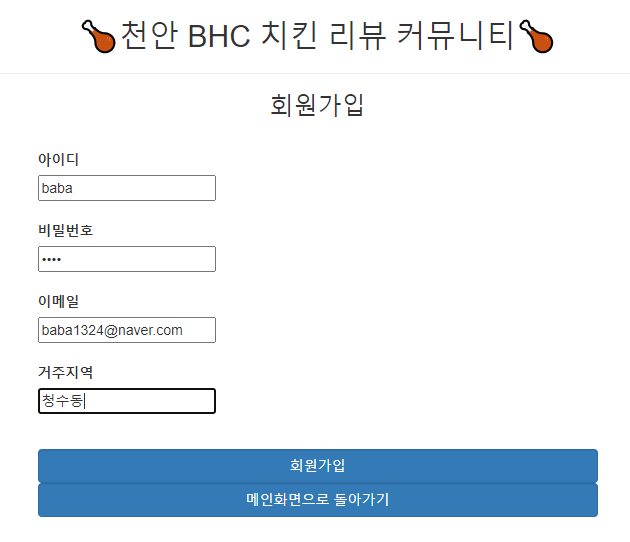 천안 BHC 치킨 리뷰 커뮤니티
회원가입
아이디
baba
비밀번호
••••
이메일
baba1324@naver.com
거주지역
청수동
회원가입
메인화면으로 돌아가기